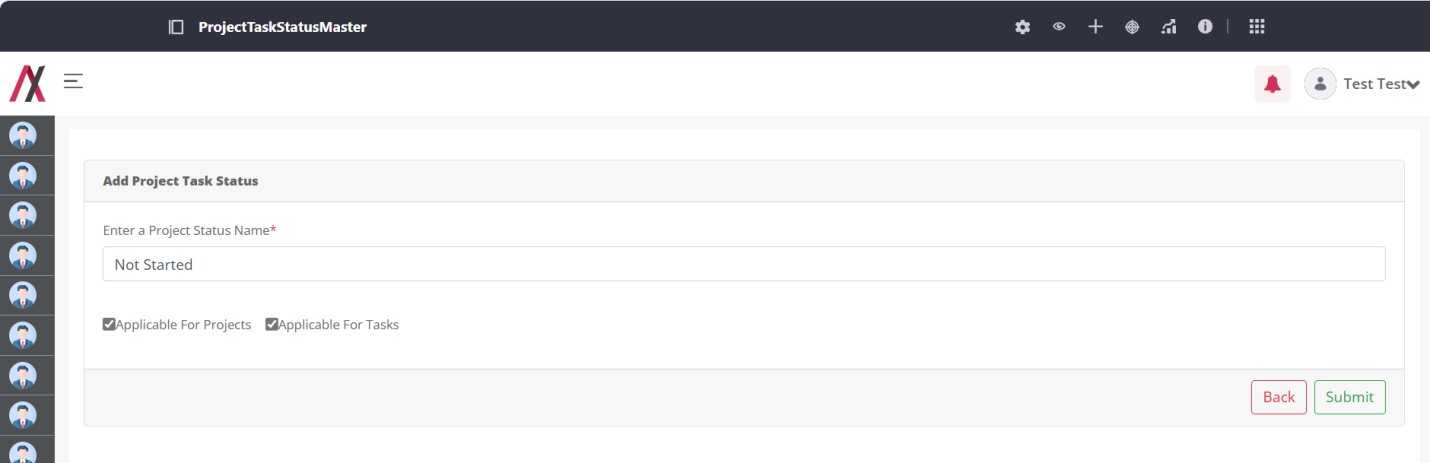 ProjectTaskStatusMaster
Test Test
Add Project Task Status
Enter a Project Status Name*
Not Started
Applicable For Projects Applicable For Tasks
Back Submit